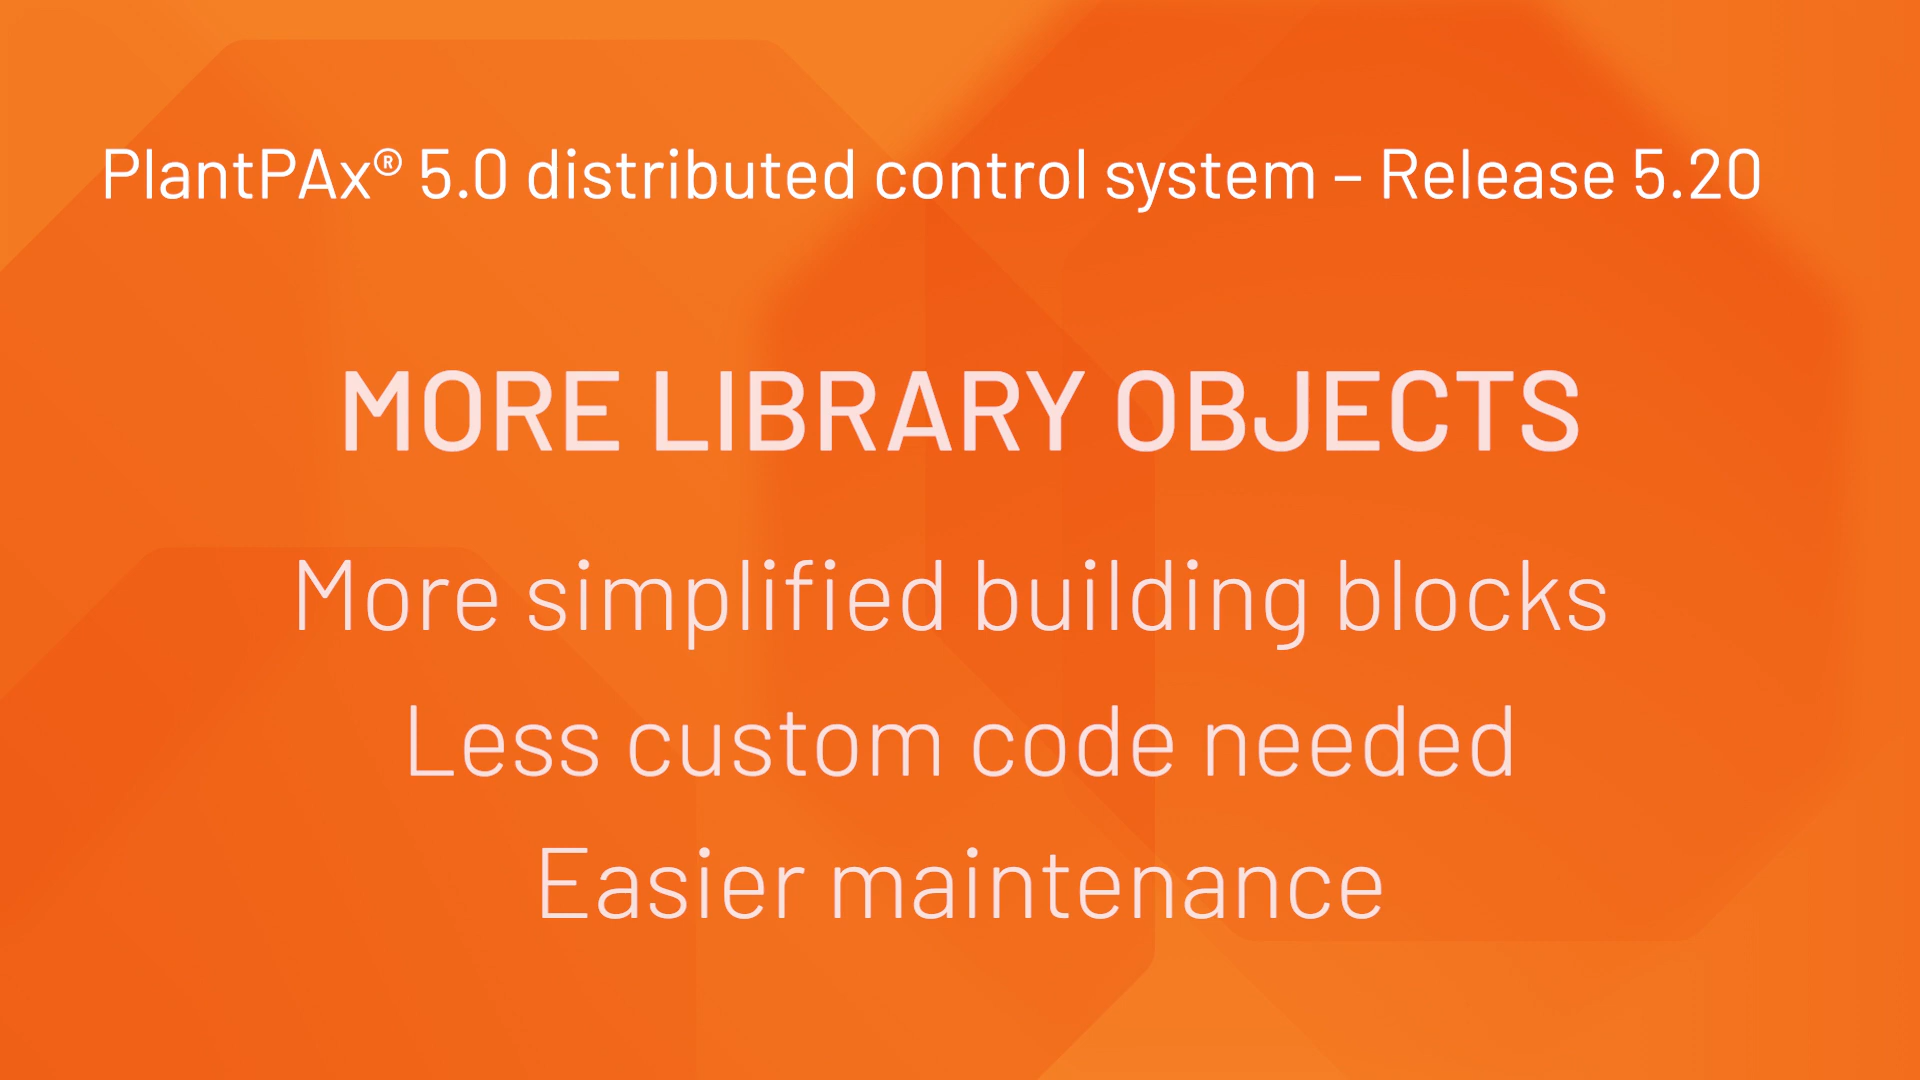 PlantPAx® 5.0 distributed control system – Release 5.20
MORE LIBRARY OBJECTS
More simplified building blocks
Less custom code needed
Easier maintenance